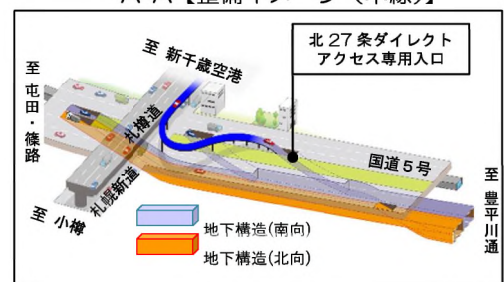 至 新千歳空港
北27条ダイレクト
アクセス専用入口
至 屯田・篠路
札樽道
国道5号
札幌新道
至 小樽
至 豊平川通
地下構造(南向)
地下構造(北向)